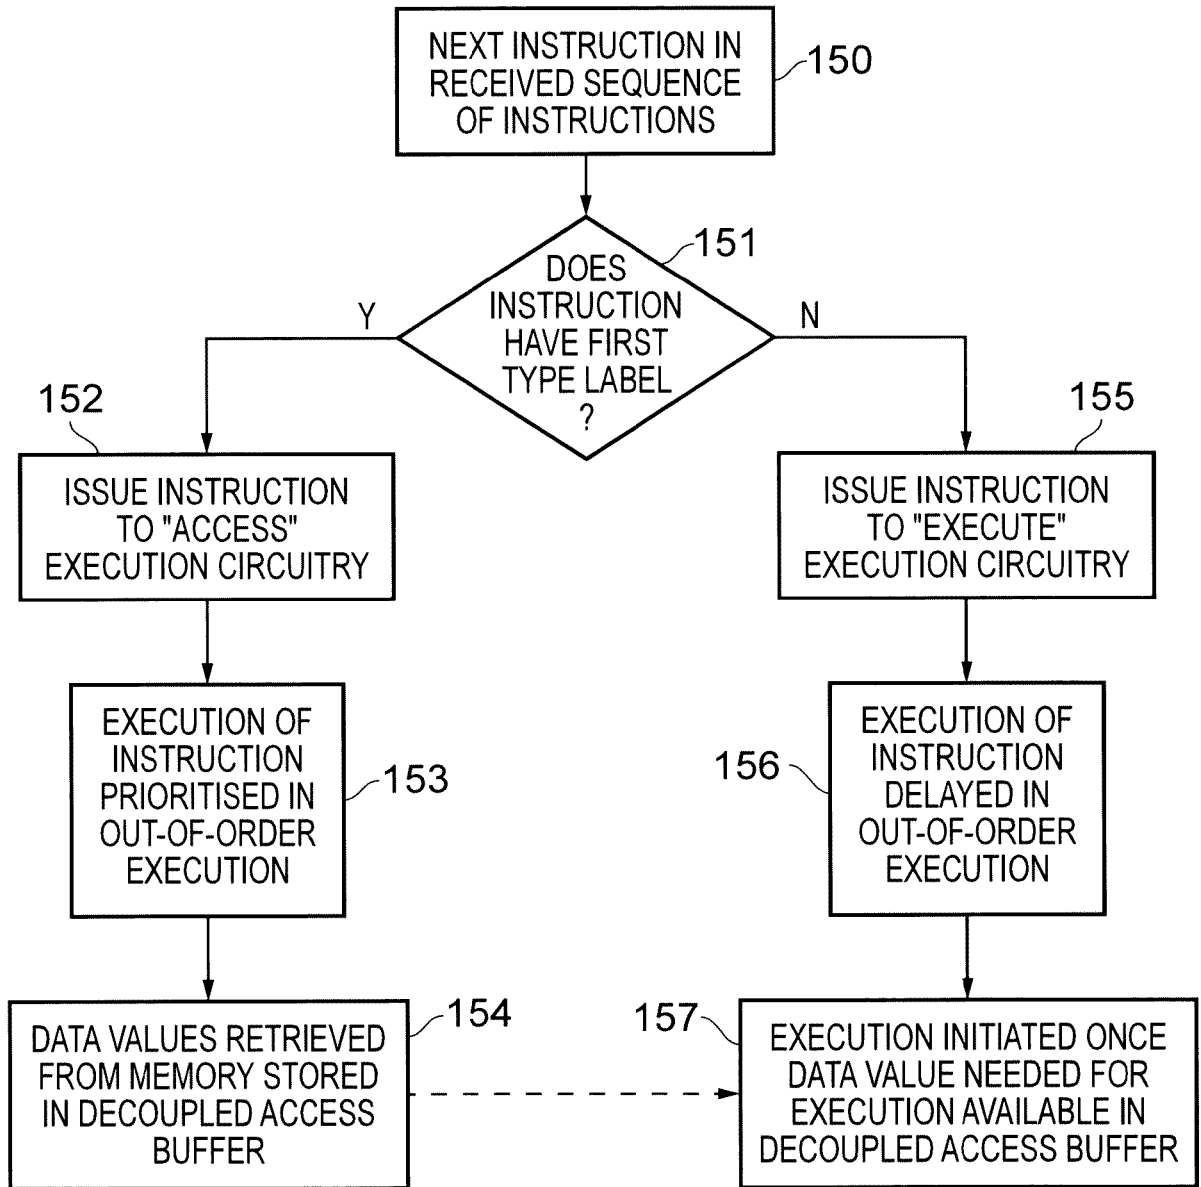 NEXT INSTRUCTION IN
RECEIVED SEQUENCE
OF INSTRUCTIONS
150
151
DOES
INSTRUCTION
HAVE FIRST
TYPE LABEL
?
Y
N
152
ISSUE INSTRUCTION
TO "ACCESS"
EXECUTION CIRCUITRY
155
ISSUE INSTRUCTION
TO "EXECUTE"
EXECUTION CIRCUITRY
EXECUTION OF
INSTRUCTION
PRIORITISED IN
OUT-OF-ORDER
EXECUTION
153
156
EXECUTION OF
INSTRUCTION
DELAYED IN
OUT-OF-ORDER
EXECUTION
154
DATA VALUES RETRIEVED
FROM MEMORY STORED
IN DECOUPLED ACCESS
BUFFER
157
EXECUTION INITIATED ONCE
DATA VALUE NEEDED FOR
EXECUTION AVAILABLE IN
DECOUPLED ACCESS BUFFER